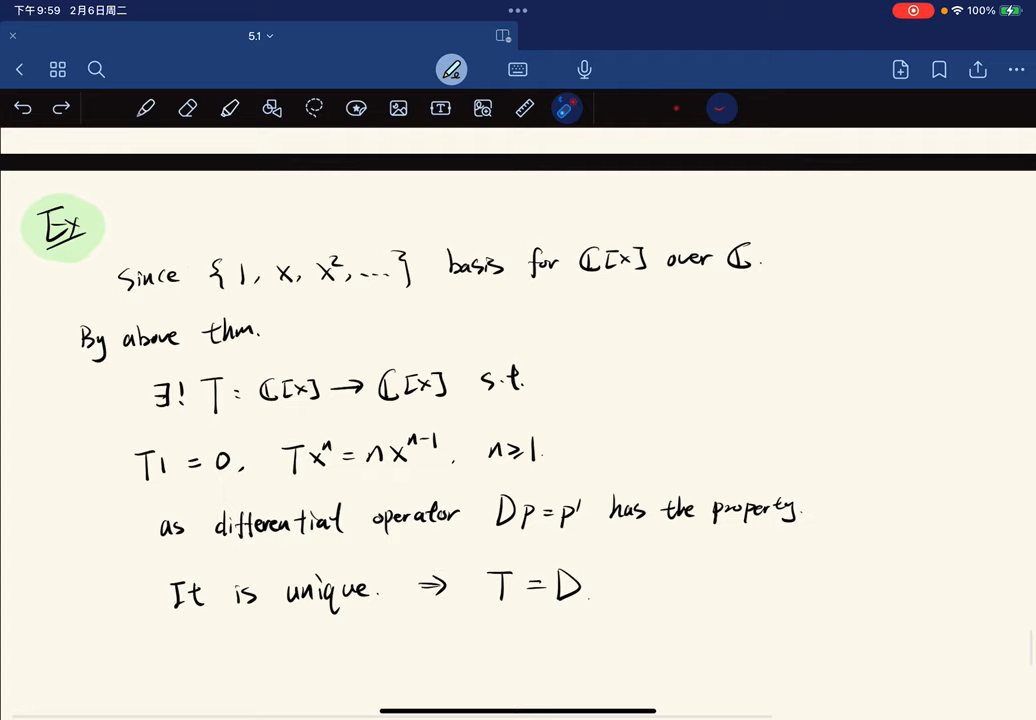 下午9:59 2月6日周二
100%
5.1
Ex
Since {1, x, x², ...} basis for ℂ[x] over ℂ.
By above thm.
∃! T: ℂ[x] → ℂ[x] s.t.
T1 = 0, Txⁿ = nxⁿ⁻¹, n ≥ 1.
as differential operator Dp = p' has the property.
It is unique. ⇒ T = D.